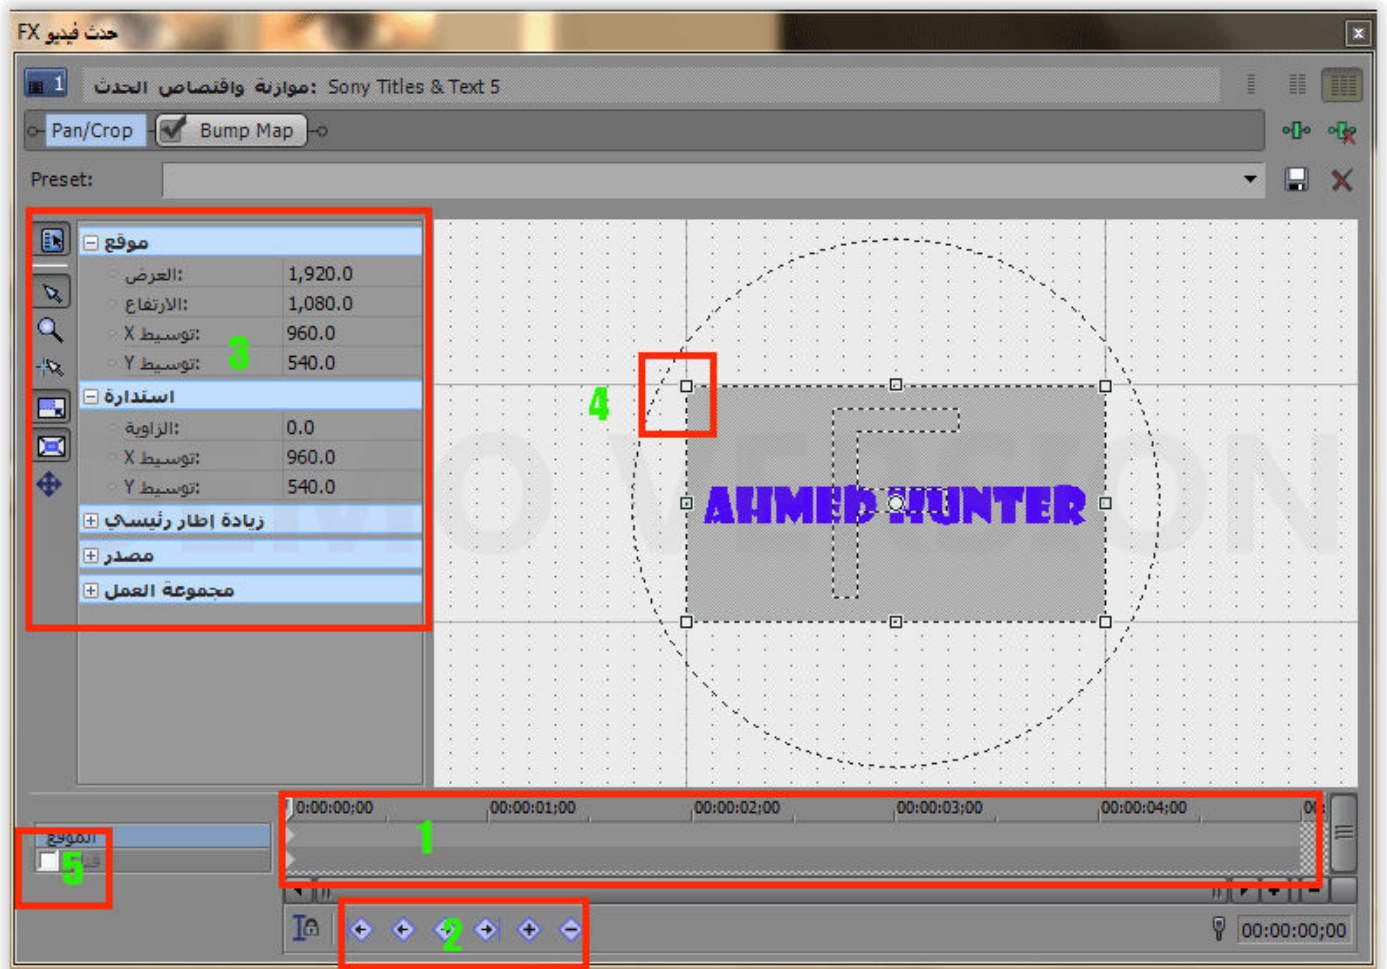 حدث فيديو FX
1 موازنة واقتصاص الحدث: Sony Titles & Text 5
Pan/Crop Bump Map
Preset:
موقع
العرض: 1,920.0
الارتفاع: 1,080.0
توسيط X: 960.0
توسيط Y: 540.0
3
استدارة
الزاوية: 0.0
توسيط X: 960.0
توسيط Y: 540.0
زيادة إطار رئيسي
مصدر
مجموعة العمل
4
AHMED HUNTER
DEMO VERSION
0:00:00;00 00:00:01;00 00:00:02;00 00:00:03;00 00:00:04;00 00:
الموقع
1
5
2
00:00:00;00